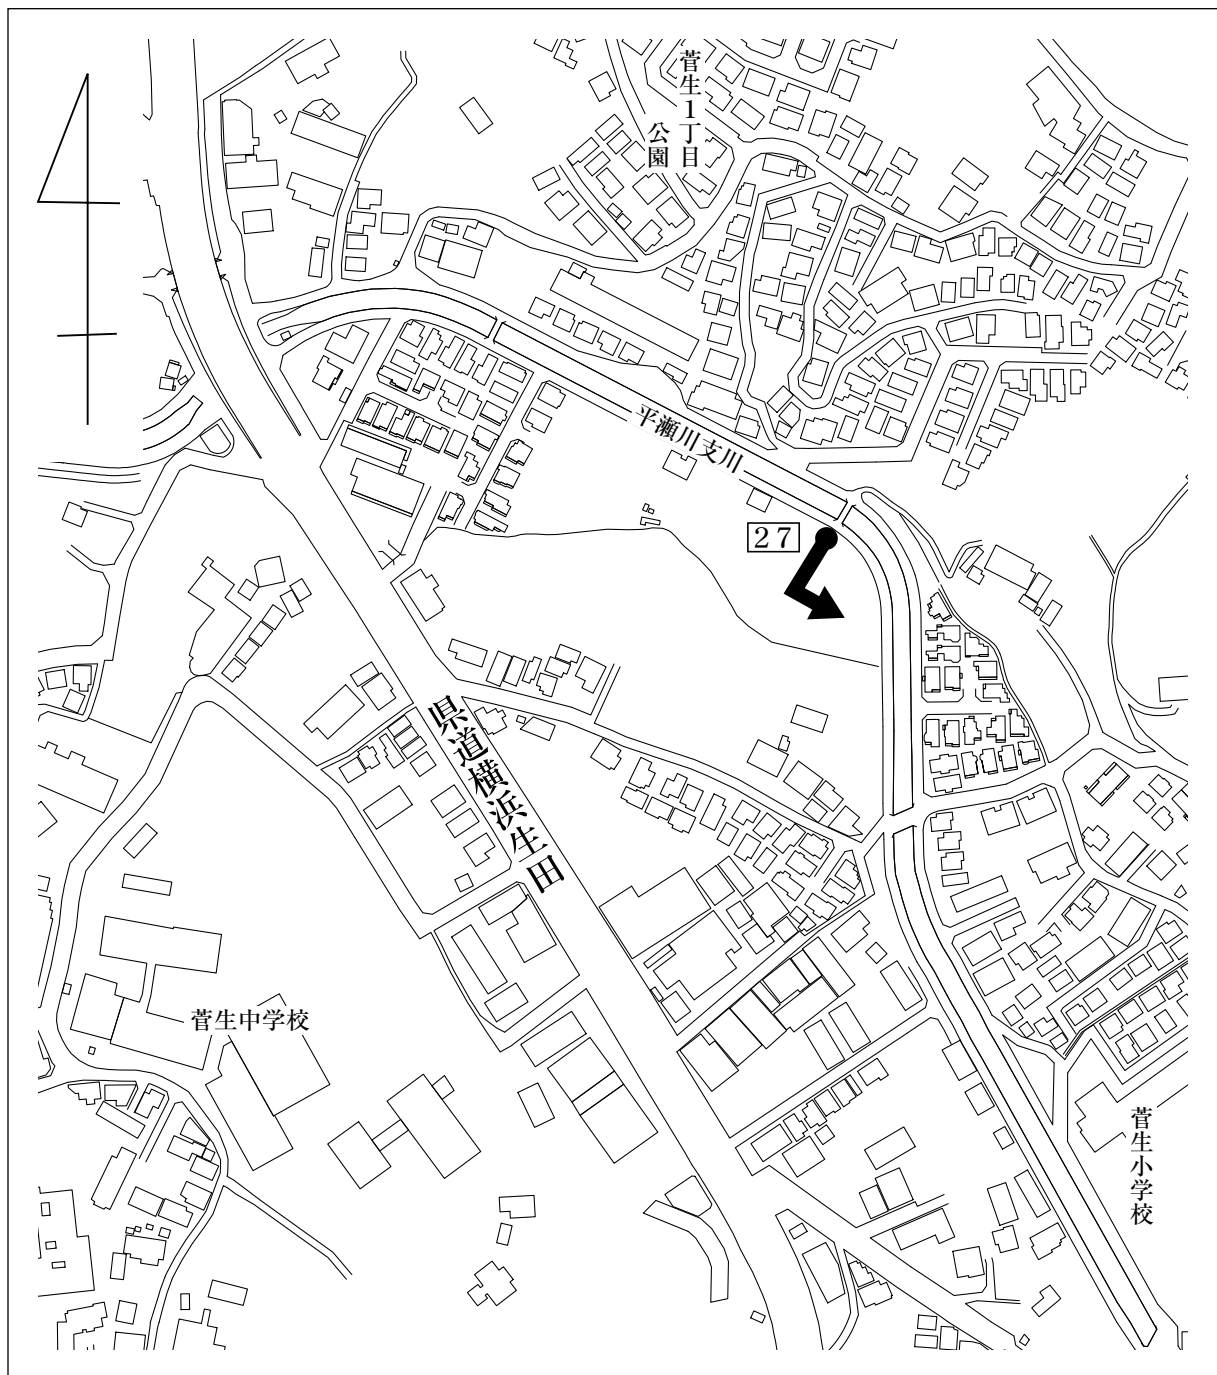 菅生1丁目
公園
平瀬川支川
27
県道横浜生田
菅生中学校
菅生小学校